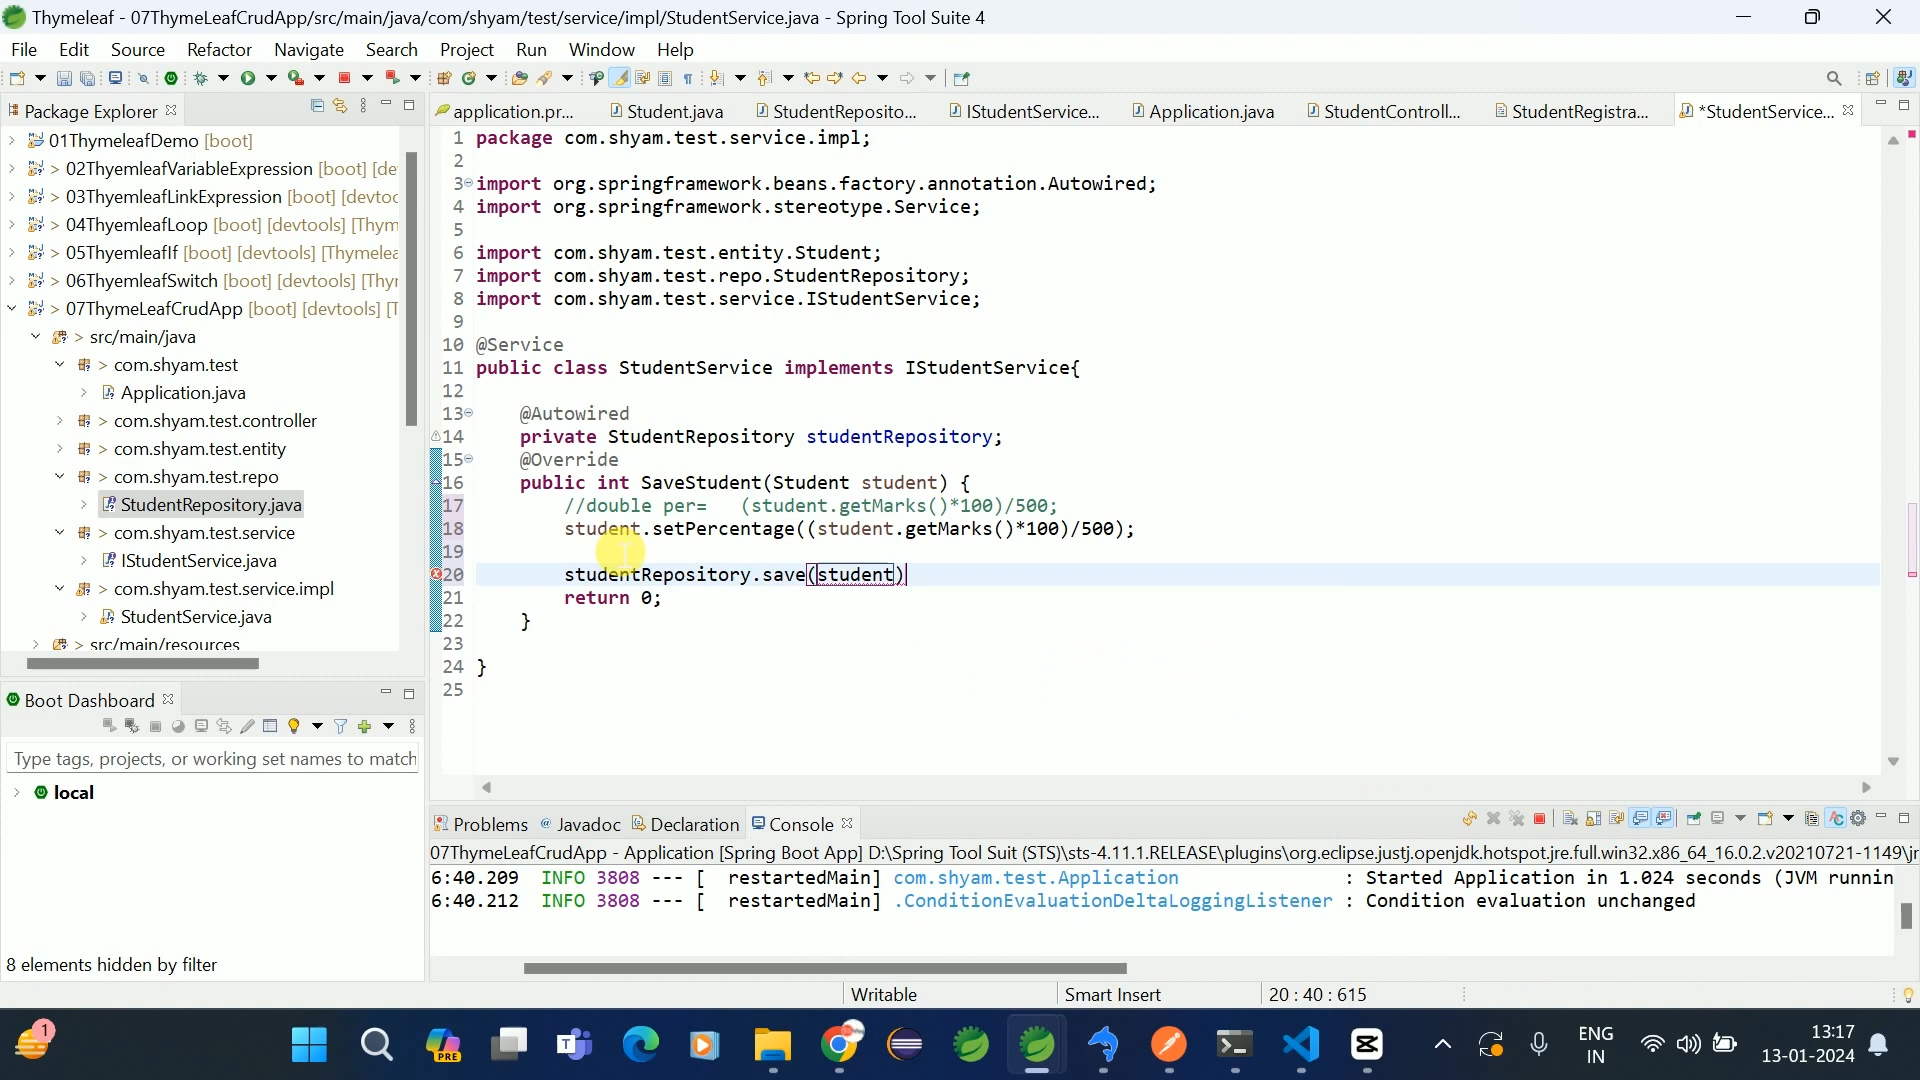 Thymeleaf - 07ThymeLeafCrudApp/src/main/java/com/shyam/test/service/impl/StudentService.java - Spring Tool Suite 4
File Edit Source Refactor Navigate Search Project Run Window Help
Package Explorer
01ThymeleafDemo [boot]
> 02ThyemleafVariableExpression [boot] [de
> 03ThyemleafLinkExpression [boot] [devtoo
> 04ThyemleafLoop [boot] [devtools] [Thym
> 05ThyemleafIf [boot] [devtools] [Thymelea
> 06ThyemleafSwitch [boot] [devtools] [Thyr
> 07ThymeLeafCrudApp [boot] [devtools] [T
> src/main/java
> com.shyam.test
Application.java
> com.shyam.test.controller
> com.shyam.test.entity
> com.shyam.test.repo
StudentRepository.java
> com.shyam.test.service
IStudentService.java
> com.shyam.test.service.impl
StudentService.java
> src/main/resources
Boot Dashboard
Type tags, projects, or working set names to match
local
8 elements hidden by filter
application.pr... Student.java StudentReposito... IStudentService... Application.java StudentControll... StudentRegistra... *StudentService...
1 package com.shyam.test.service.impl;
2
3 import org.springframework.beans.factory.annotation.Autowired;
4 import org.springframework.stereotype.Service;
5
6 import com.shyam.test.entity.Student;
7 import com.shyam.test.repo.StudentRepository;
8 import com.shyam.test.service.IStudentService;
9
10 @Service
11 public class StudentService implements IStudentService{
12
13 @Autowired
14 private StudentRepository studentRepository;
15 @Override
16 public int SaveStudent(Student student) {
17 //double per= (student.getMarks()*100)/500;
18 student.setPercentage((student.getMarks()*100)/500);
19
20 studentRepository.save(student)
21 return 0;
22 }
23
24 }
25
Problems Javadoc Declaration Console
07ThymeLeafCrudApp - Application [Spring Boot App] D:\Spring Tool Suit (STS)\sts-4.11.1.RELEASE\plugins\org.eclipse.justj.openjdk.hotspot.jre.full.win32.x86_64_16.0.2.v20210721-1149\jr
6:40.209 INFO 3808 --- [ restartedMain] com.shyam.test.Application : Started Application in 1.024 seconds (JVM runnin
6:40.212 INFO 3808 --- [ restartedMain] .ConditionEvaluationDeltaLoggingListener : Condition evaluation unchanged
Writable Smart Insert 20 : 40 : 615
1
PRE
ENG
IN
13:17
13-01-2024